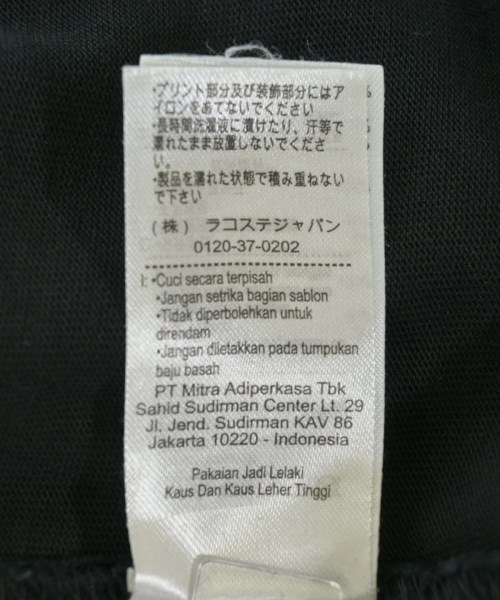 •プリント部分及び装飾部分にはア
イロンをあてないでください
•長時間洗濯液に漬けたり、汗等で
濡れたまま放置しないでくださ
い。
•製品を濡れた状態で積み重ねない
で下さい
(株) ラコステジャパン
0120-37-0202
I: •Cuci secara terpisah
•Jangan setrika bagian sablon
•Tidak diperbolehkan untuk
direndam
•Jangan diletakkan pada tumpukan
baju basah
PT Mitra Adiperkasa Tbk
Sahid Sudirman Center Lt. 29
Jl. Jend. Sudirman KAV 86
Jakarta 10220 - Indonesia
Pakaian Jadi Lelaki
Kaus Dan Kaus Leher Tinggi